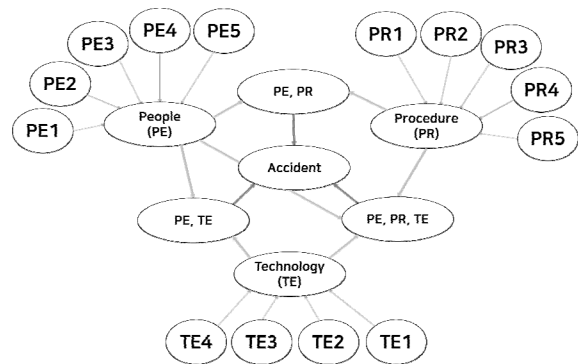 PE4
PE5
PE3
PE2
PE1
PR1
PR2
PR3
PR4
PR5
People
(PE)
PE, PR
Procedure
(PR)
Accident
PE, TE
PE, PR, TE
Technology
(TE)
TE4
TE3
TE2
TE1